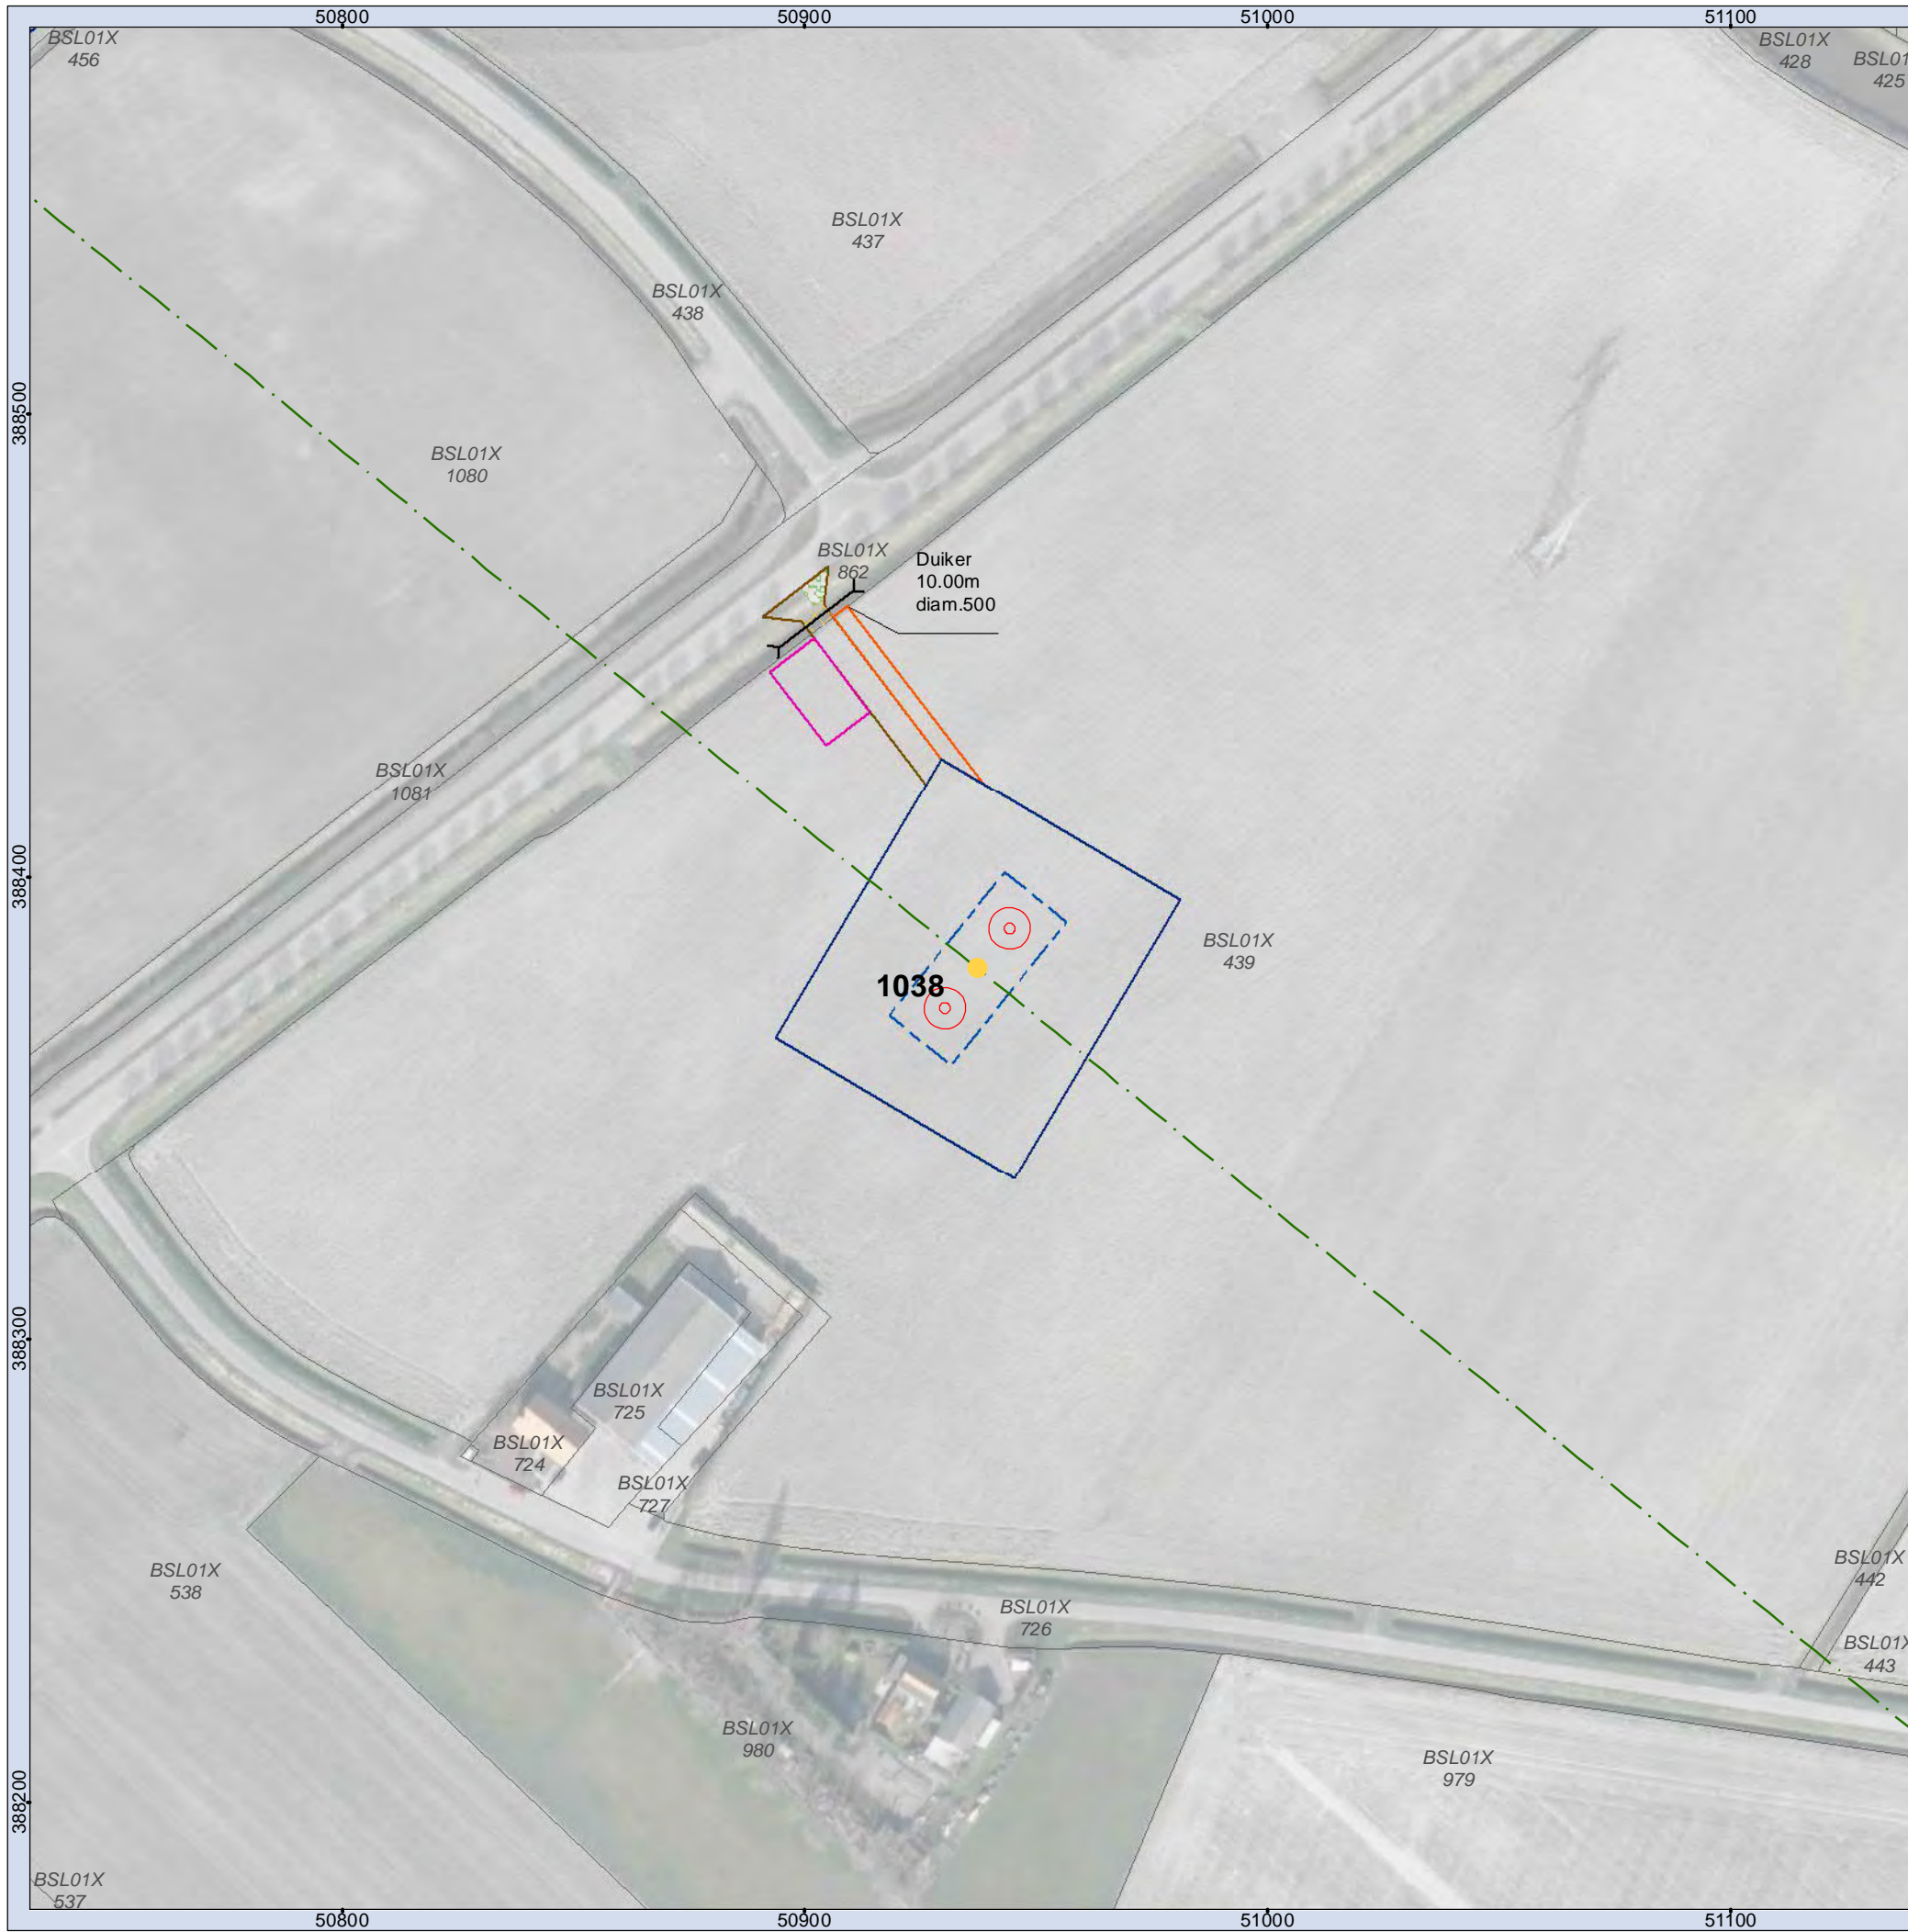 50800
50900
51000
51100
BSL01X
456
BSL01X
428
BSL01
425
BSL01X
437
BSL01X
438
388500
BSL01X
1080
BSL01X
862
Duiker
10.00m
diam.500
BSL01X
1081
388400
BSL01X
439
1038
388300
BSL01X
725
BSL01X
724
BSL01X
727
BSL01X
538
BSL01X
442
BSL01X
726
BSL01X
443
BSL01X
980
BSL01X
979
388200
BSL01X
537
50800
50900
51000
51100